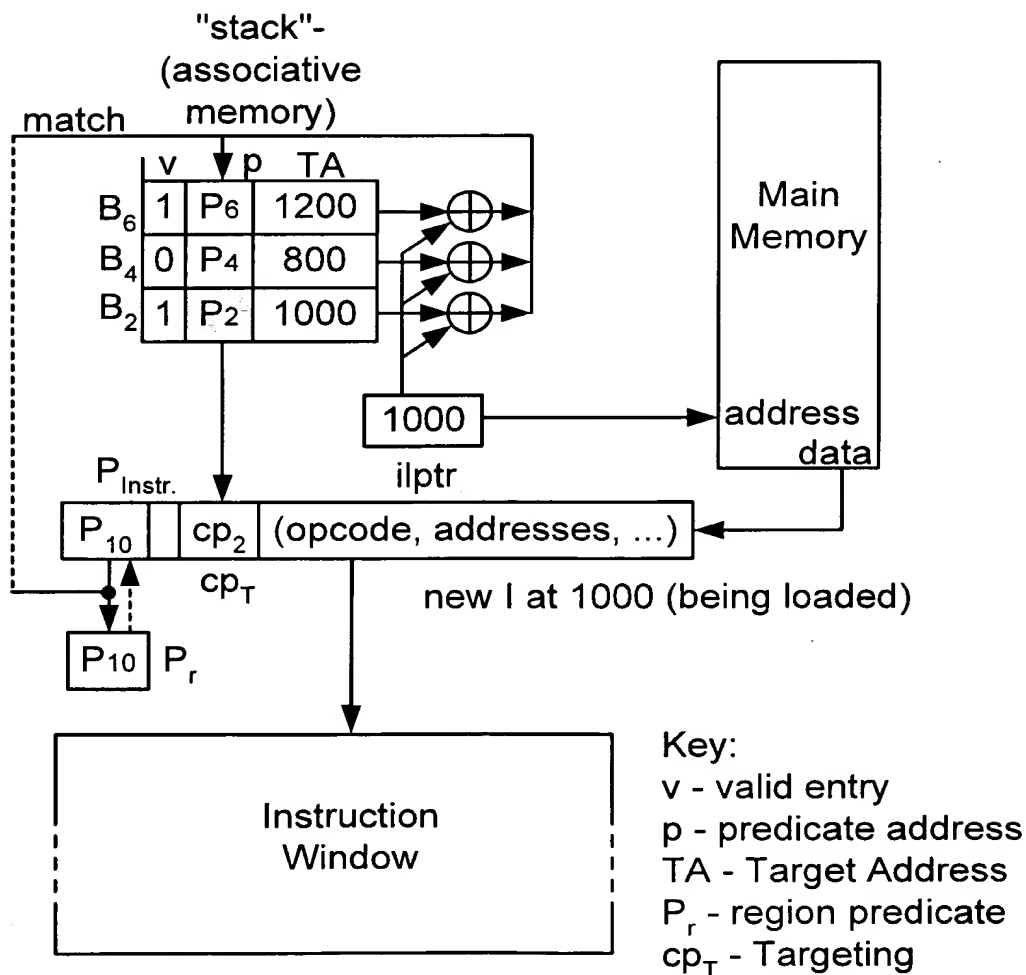 "stack"-
(associative
memory)
match
v p TA
B6 1 P6 1200
B4 0 P4 800
B2 1 P2 1000
Main
Memory
1000
address
data
PInstr.
ilptr
P10 cp2 (opcode, addresses, ...)
cpT
new I at 1000 (being loaded)
P10 Pr
Instruction
Window
Key:
v - valid entry
p - predicate address
TA - Target Address
Pr - region predicate
cpT - Targeting